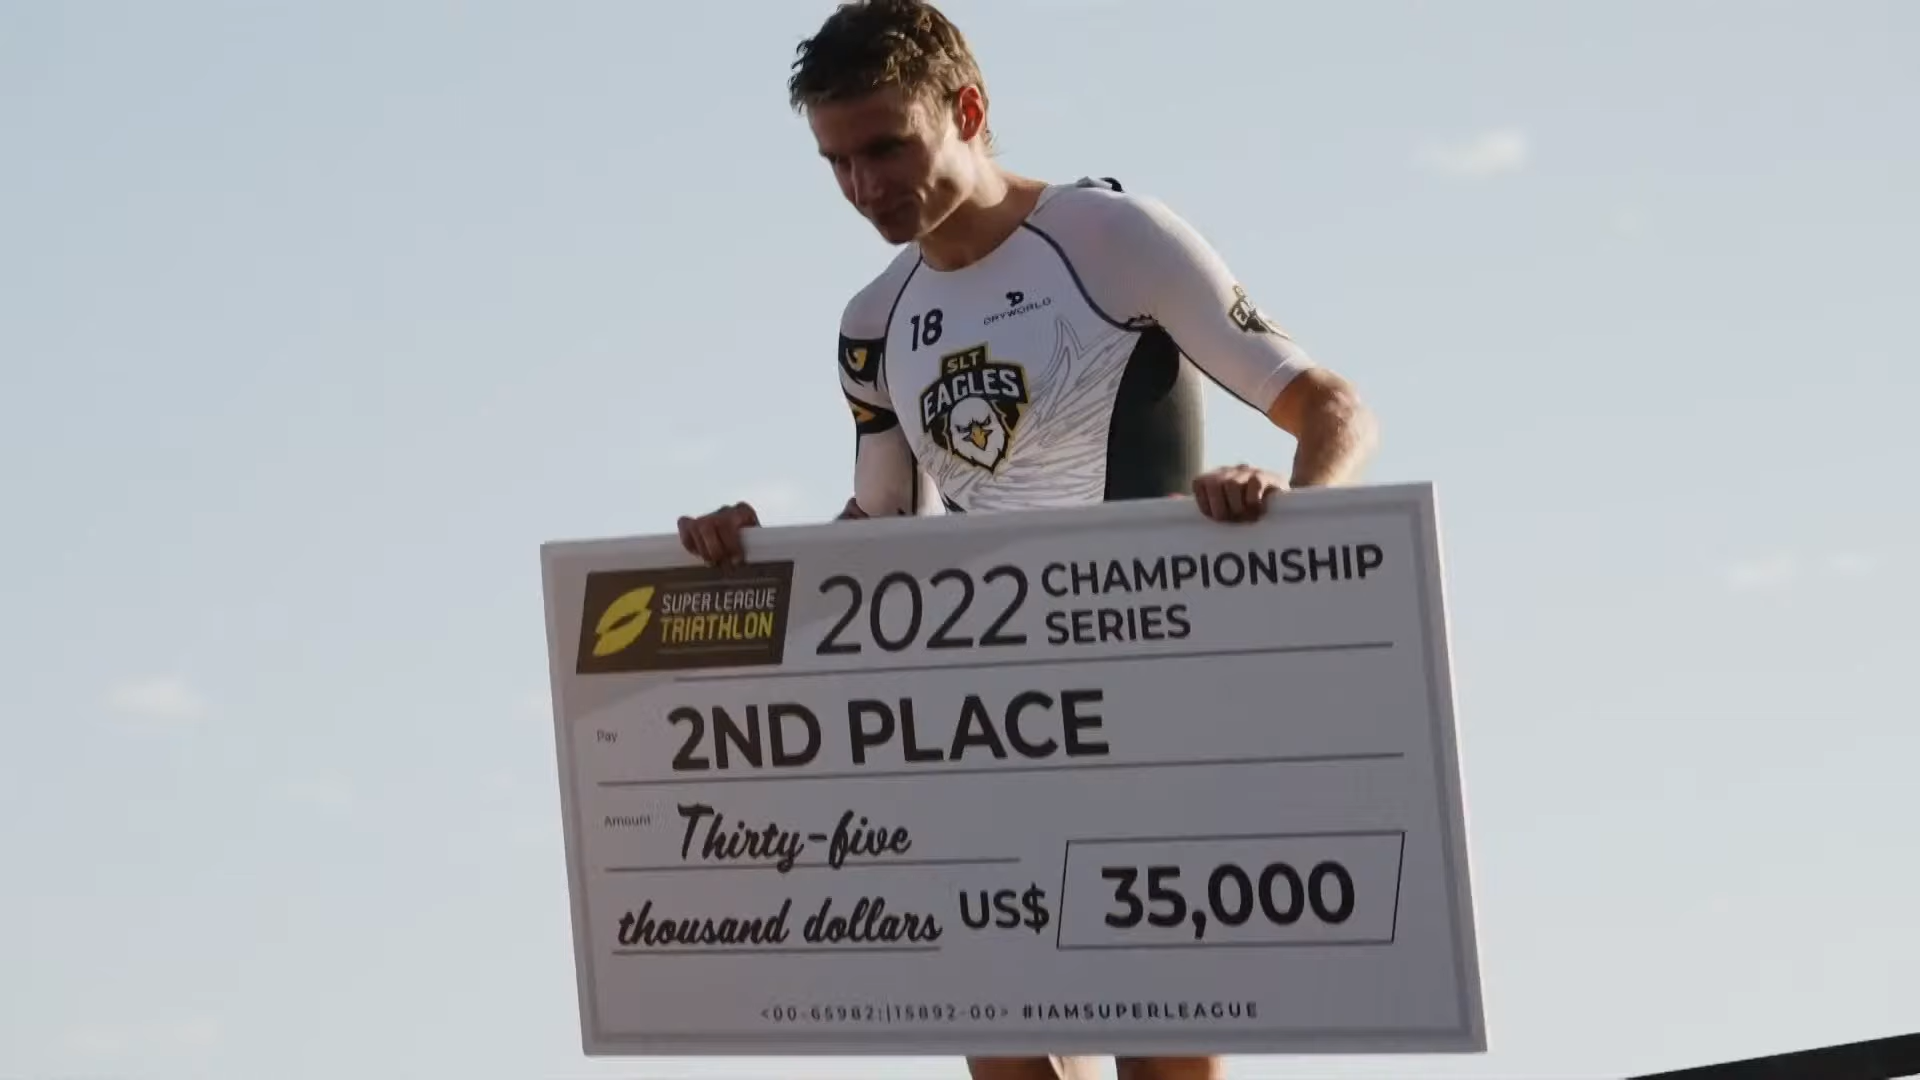 18
DRYWORLD
SLT
EAGLES
SUPER LEAGUE
TRIATHLON
2022 CHAMPIONSHIP
SERIES
Pay 2ND PLACE
Amount Thirty-five
thousand dollars US$ 35,000
<00-65982:|15892-00> #IAMSUPERLEAGUE